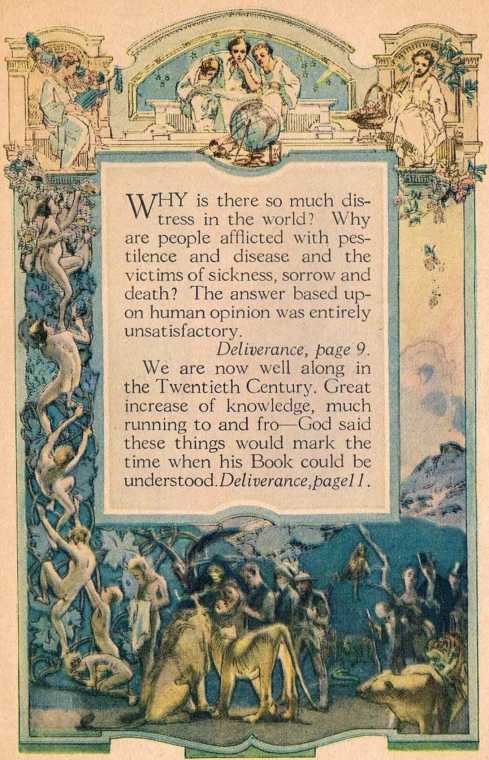 WHY is there so much dis-
tress in the world? Why
are people afflicted with pes-
tilence and disease and the
victims of sickness, sorrow and
death? The answer based up-
on human opinion was entirely
unsatisfactory.
Deliverance, page 9.
We are now well along in
the Twentieth Century. Great
increase of knowledge, much
running to and fro—God said
these things would mark the
time when his Book could be
understood. Deliverance, page 11.